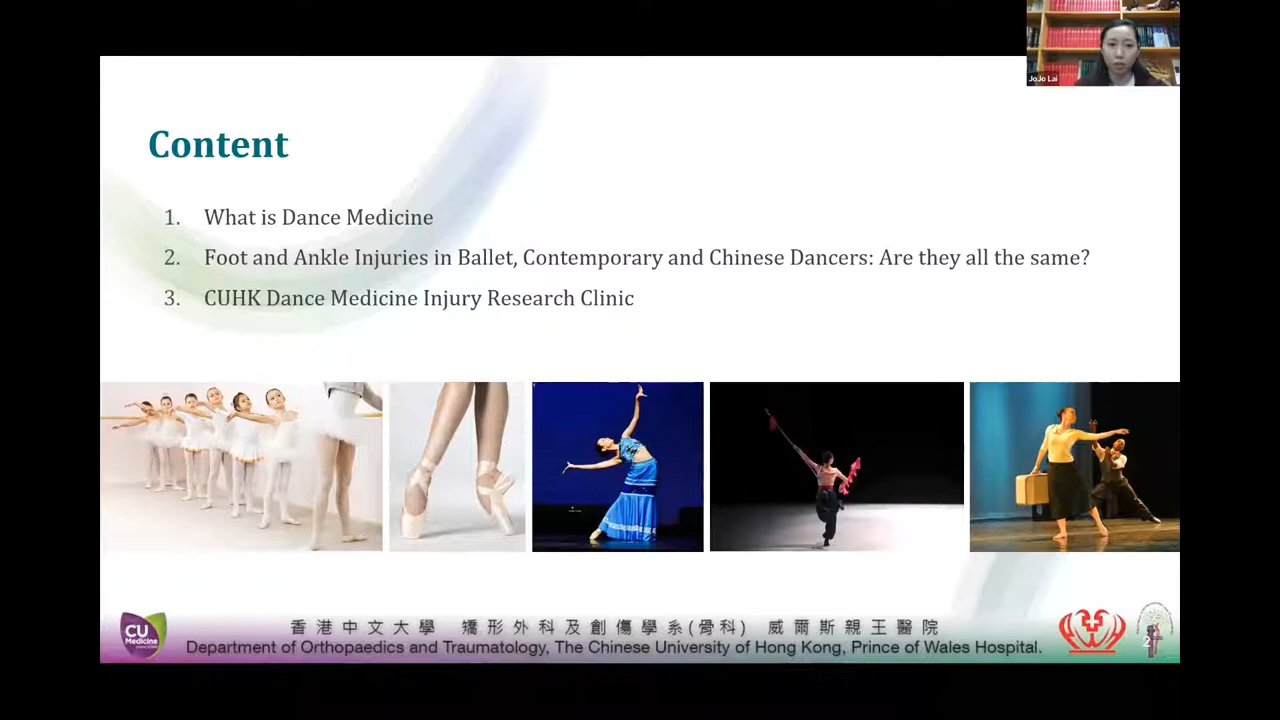 JoJo Lai
Content
1. What is Dance Medicine
2. Foot and Ankle Injuries in Ballet, Contemporary and Chinese Dancers: Are they all the same?
3. CUHK Dance Medicine Injury Research Clinic
CU
Medicine
香港中文大學 矯形外科及創傷學系(骨科) 威爾斯親王醫院
Department of Orthopaedics and Traumatology, The Chinese University of Hong Kong, Prince of Wales Hospital.
2